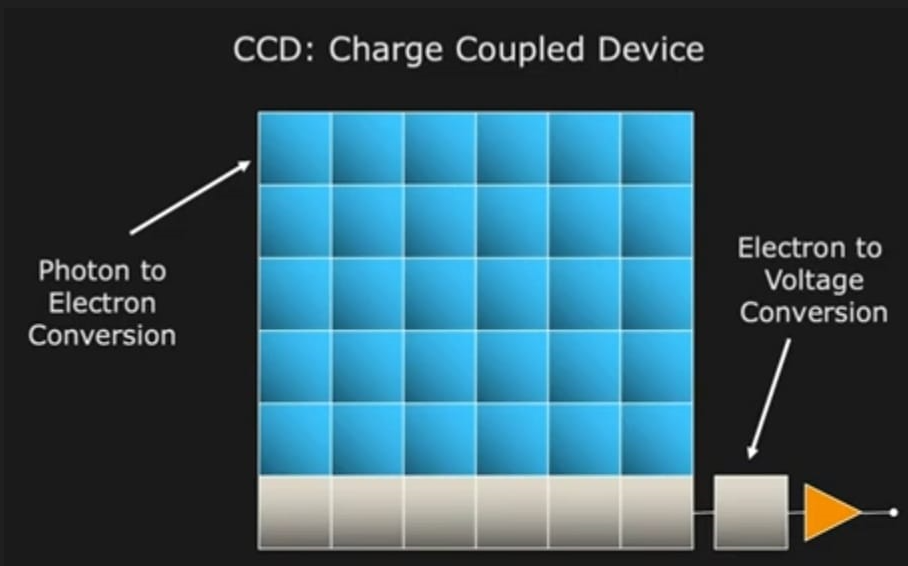 CCD: Charge Coupled Device
Photon to
Electron
Conversion
Electron to
Voltage
Conversion